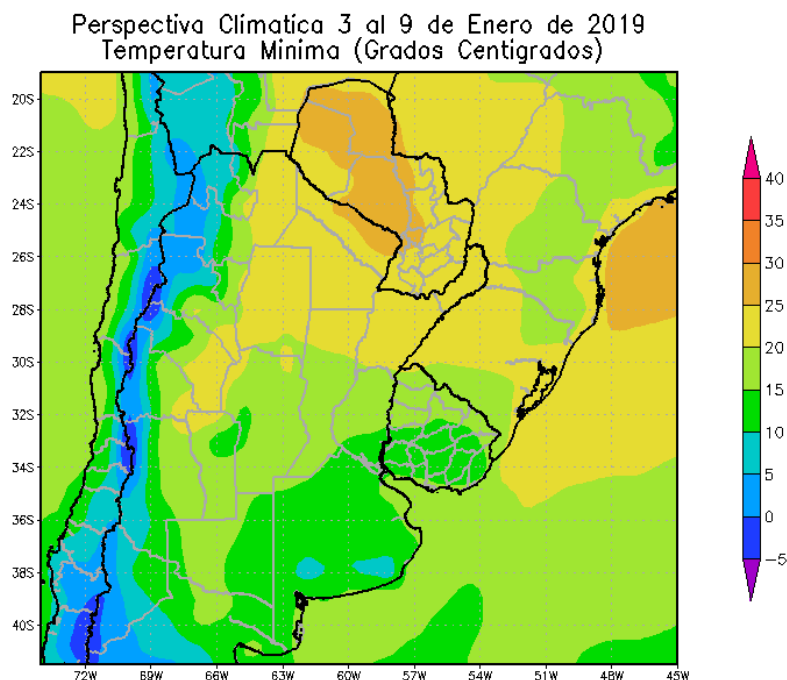 Perspectiva Climatica 3 al 9 de Enero de 2019
Temperatura Minima (Grados Centigrados)
20S
22S
24S
26S
28S
30S
32S
34S
36S
38S
40S
72W
69W
66W
63W
60W
57W
54W
51W
48W
45W
40
35
30
25
20
15
10
5
0
−5